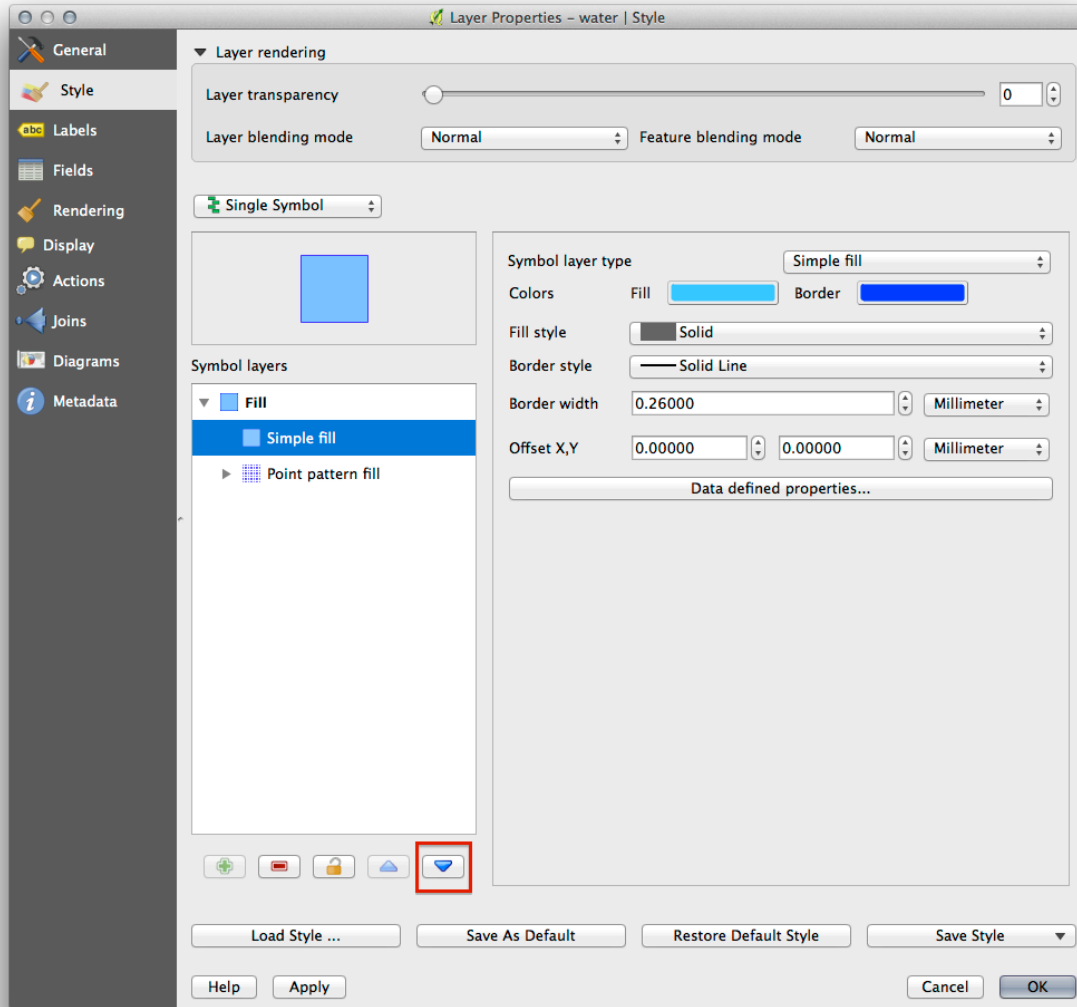 Layer Properties – water | Style
General
Style
abc Labels
Fields
Rendering
Display
Actions
Joins
Diagrams
Metadata
Layer rendering
Layer transparency 0
Layer blending mode Normal Feature blending mode Normal
Single Symbol
Symbol layers
Fill
Simple fill
Point pattern fill
Symbol layer type Simple fill
Colors Fill Border
Fill style Solid
Border style Solid Line
Border width 0.26000 Millimeter
Offset X,Y 0.00000 0.00000 Millimeter
Data defined properties...
Load Style ... Save As Default Restore Default Style Save Style
Help Apply Cancel OK